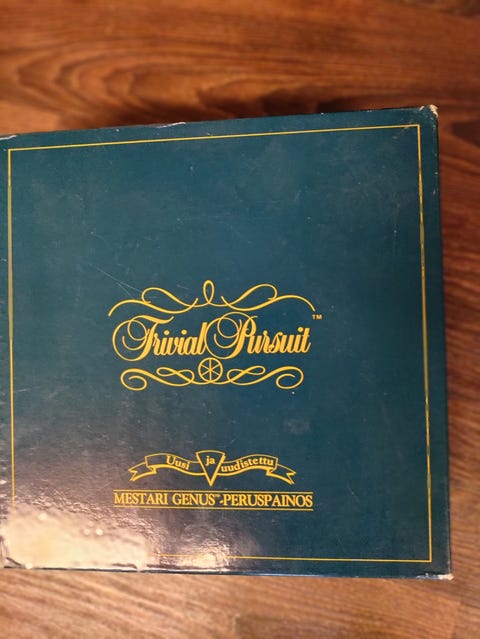 Trivial Pursuit™
Uusi ja uudistettu
MESTARI GENUS™-PERUSPAINOS